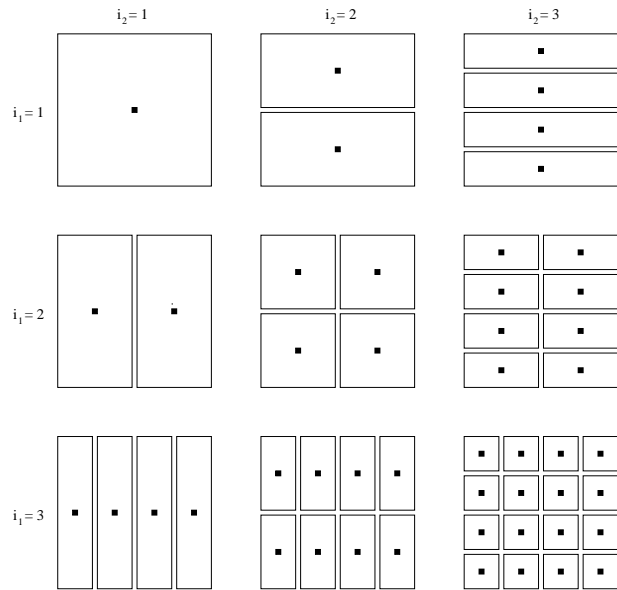 i₂= 1
i₂= 2
i₂= 3
i₁= 1
i₁= 2
i₁= 3